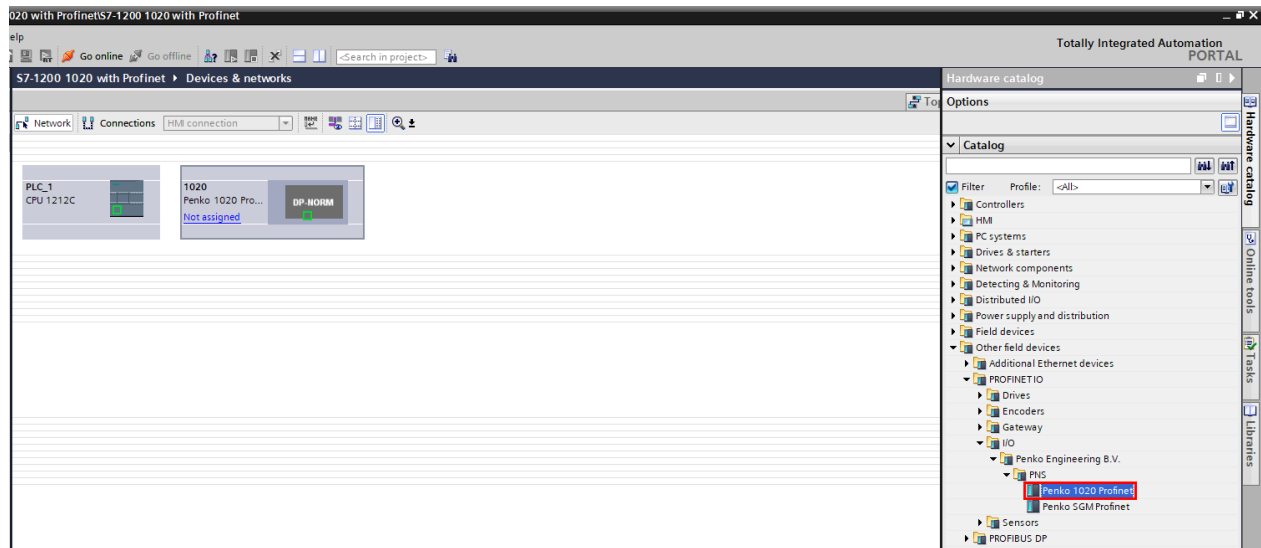 020 with Profinet\S7-1200 1020 with Profinet
elp
Go online Go offline <Search in project>
Totally Integrated Automation
PORTAL
S7-1200 1020 with Profinet Devices & networks
Hardware catalog
Options
Network Connections HMI connection
Catalog
PLC_1
CPU 1212C
1020
Penko 1020 Pro...
Not assigned
DP-NORM
Filter Profile: <All>
Controllers
HMI
PC systems
Drives & starters
Network components
Detecting & Monitoring
Distributed I/O
Power supply and distribution
Field devices
Other field devices
Additional Ethernet devices
PROFINET IO
Drives
Encoders
Gateway
I/O
Penko Engineering B.V.
PNS
Penko 1020 Profinet
Penko SGM Profinet
Sensors
PROFIBUS DP
Hardware catalog
Online tools
Tasks
Libraries